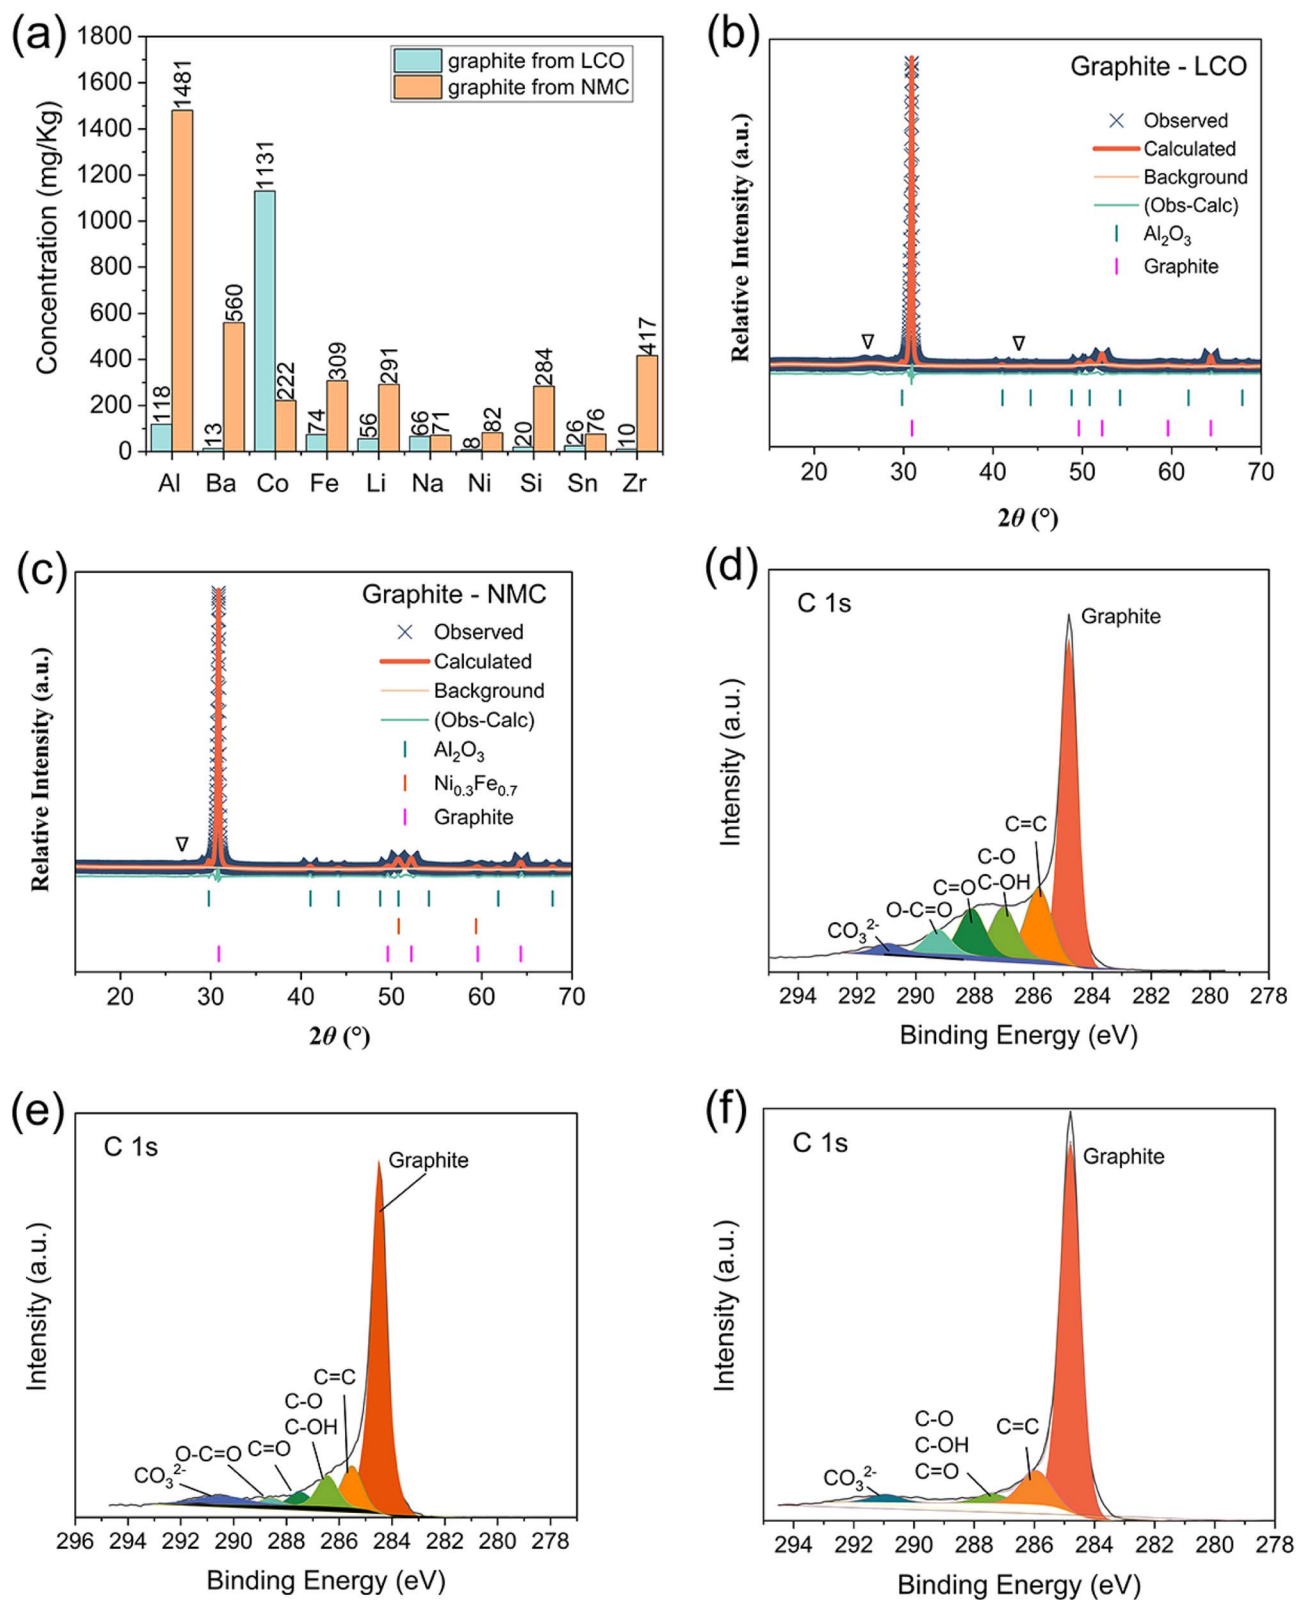 (a)
1800
1600
1400
1200
1000
800
600
400
200
0
Concentration (mg/Kg)
graphite from LCO
graphite from NMC
118
1481
13
560
1131
222
74
309
56
291
66
71
8
82
20
284
26
76
10
417
Al Ba Co Fe Li Na Ni Si Sn Zr
(b)
Graphite - LCO
Observed
Calculated
Background
(Obs-Calc)
Al₂O₃
Graphite
Relative Intensity (a.u.)
20 30 40 50 60 70
2θ (°)
(c)
Graphite - NMC
Observed
Calculated
Background
(Obs-Calc)
Al₂O₃
Ni₀.₃Fe₀.₇
Graphite
Relative Intensity (a.u.)
20 30 40 50 60 70
2θ (°)
(d)
C 1s
Graphite
C=C
C-O
C-OH
C=O
O-C=O
CO₃²⁻
Intensity (a.u.)
294 292 290 288 286 284 282 280 278
Binding Energy (eV)
(e)
C 1s
Graphite
C=C
C-O
C-OH
C=O
O-C=O
CO₃²⁻
Intensity (a.u.)
296 294 292 290 288 286 284 282 280 278
Binding Energy (eV)
(f)
C 1s
Graphite
C-O
C-OH
C=O
C=C
CO₃²⁻
Intensity (a.u.)
294 292 290 288 286 284 282 280 278
Binding Energy (eV)